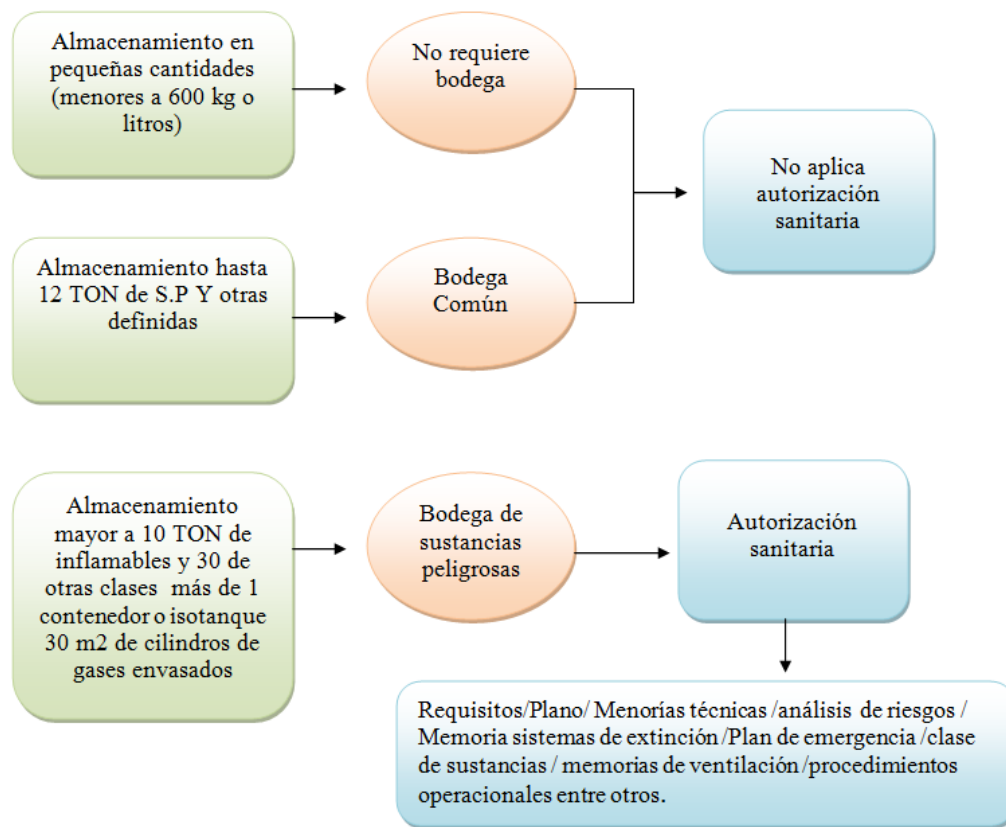 Almacenamiento en
pequeñas cantidades
(menores a 600 kg o
litros)
No requiere
bodega
No aplica
autorización
sanitaria
Almacenamiento hasta
12 TON de S.P Y otras
definidas
Bodega
Común
Almacenamiento
mayor a 10 TON de
inflamables y 30 de
otras clases más de 1
contenedor o isotanque
30 m2 de cilindros de
gases envasados
Bodega de
sustancias
peligrosas
Autorización
sanitaria
Requisitos/Plano/ Menorías técnicas /análisis de riesgos /
Memoria sistemas de extinción /Plan de emergencia /clase
de sustancias / memorias de ventilación /procedimientos
operacionales entre otros.